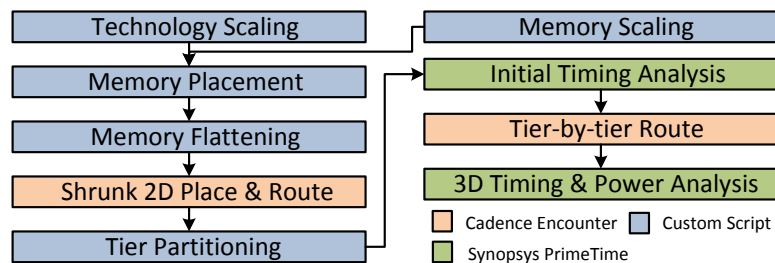 Technology Scaling
Memory Placement
Memory Flattening
Shrunk 2D Place & Route
Tier Partitioning
Memory Scaling
Initial Timing Analysis
Tier-by-tier Route
3D Timing & Power Analysis
Cadence Encounter
Custom Script
Synopsys PrimeTime